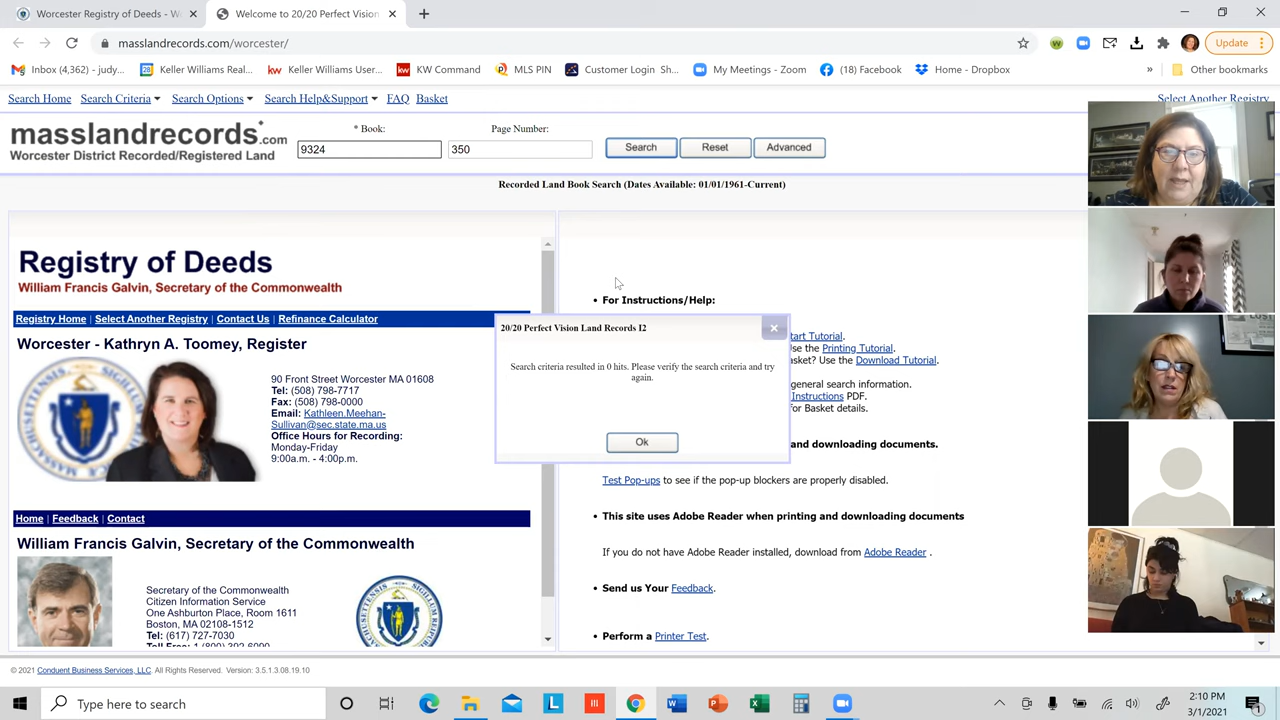 Worcester Registry of Deeds - W
Welcome to 20/20 Perfect Vision
masslandrecords.com/worcester/
Update
Inbox (4,362) - judy...
Keller Williams Real...
Keller Williams User...
KW Command
MLS PIN
Customer Login Sh...
My Meetings - Zoom
(18) Facebook
Home - Dropbox
»
Other bookmarks
Search Home
Search Criteria
Search Options
Search Help&Support
FAQ
Basket
Select Another Registry
masslandrecords.com
Worcester District Recorded/Registered Land
* Book:
Page Number:
9324
350
Search
Reset
Advanced
Recorded Land Book Search (Dates Available: 01/01/1961-Current)
Registry of Deeds
William Francis Galvin, Secretary of the Commonwealth
Registry Home | Select Another Registry | Contact Us | Refinance Calculator
Worcester - Kathryn A. Toomey, Register
90 Front Street Worcester MA 01608
Tel: (508) 798-7717
Fax: (508) 798-0000
Email: Kathleen.Meehan-
Sullivan@sec.state.ma.us
Office Hours for Recording:
Monday-Friday
9:00a.m. - 4:00p.m.
Home | Feedback | Contact
William Francis Galvin, Secretary of the Commonwealth
Secretary of the Commonwealth
Citizen Information Service
One Ashburton Place, Room 1611
Boston, MA 02108-1512
Tel: (617) 727-7030
• For Instructions/Help:
tart Tutorial.
se the Printing Tutorial.
asket? Use the Download Tutorial.
general search information.
Instructions PDF.
for Basket details.
nd downloading documents.
Test Pop-ups to see if the pop-up blockers are properly disabled.
• This site uses Adobe Reader when printing and downloading documents
If you do not have Adobe Reader installed, download from Adobe Reader .
• Send us Your Feedback.
• Perform a Printer Test.
20/20 Perfect Vision Land Records I2
Search criteria resulted in 0 hits. Please verify the search criteria and try
again.
Ok
© 2021 Conduent Business Services, LLC. All Rights Reserved. Version: 3.5.1.3.08.19.10
Type here to search
2:10 PM
3/1/2021
1